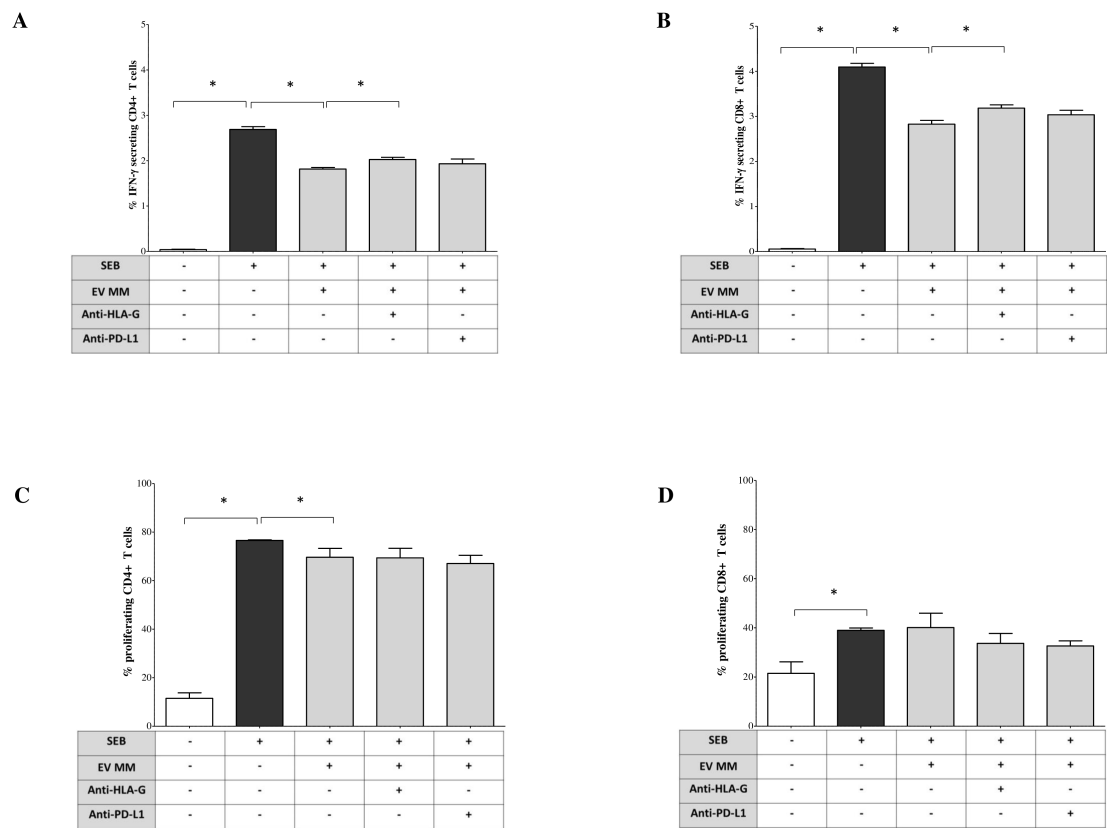 A
% IFN-γ secreting CD4+ T cells
5
4
3
2
1
0
* * *
SEB - + + + +
EV MM - - + + +
Anti-HLA-G - - - + -
Anti-PD-L1 - - - - +
B
% IFN-γ secreting CD8+ T cells
5
4
3
2
1
0
* * *
SEB - + + + +
EV MM - - + + +
Anti-HLA-G - - - + -
Anti-PD-L1 - - - - +
C
% proliferating CD4+ T cells
100
80
60
40
20
0
* *
SEB - + + + +
EV MM - - + + +
Anti-HLA-G - - - + -
Anti-PD-L1 - - - - +
D
% proliferating CD8+ T cells
100
80
60
40
20
0
*
SEB - + + + +
EV MM - - + + +
Anti-HLA-G - - - + -
Anti-PD-L1 - - - - +